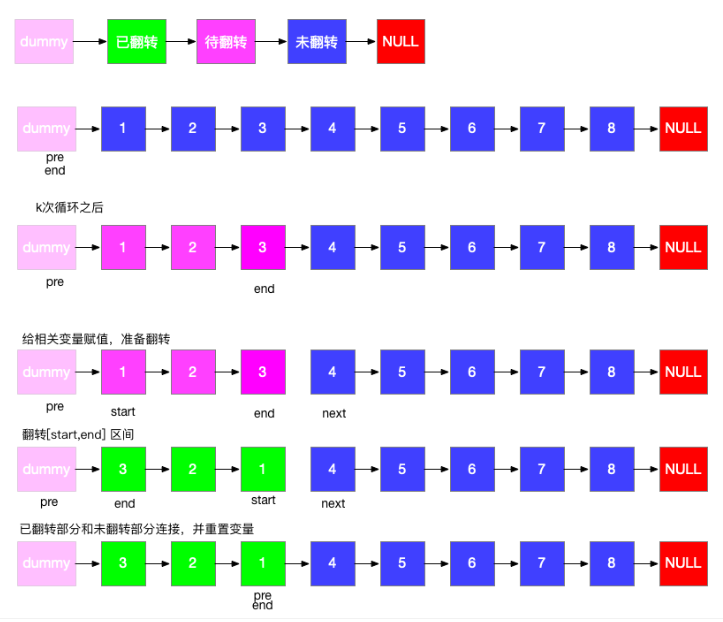 dummy 已翻转 待翻转 未翻转 NULL
dummy 1 2 3 4 5 6 7 8 NULL
pre
end
k次循环之后
dummy 1 2 3 4 5 6 7 8 NULL
pre end
给相关变量赋值，准备翻转
dummy 1 2 3 4 5 6 7 8 NULL
pre start end next
翻转[start,end] 区间
dummy 3 2 1 4 5 6 7 8 NULL
pre end start next
已翻转部分和未翻转部分连接，并重置变量
dummy 3 2 1 4 5 6 7 8 NULL
pre
end